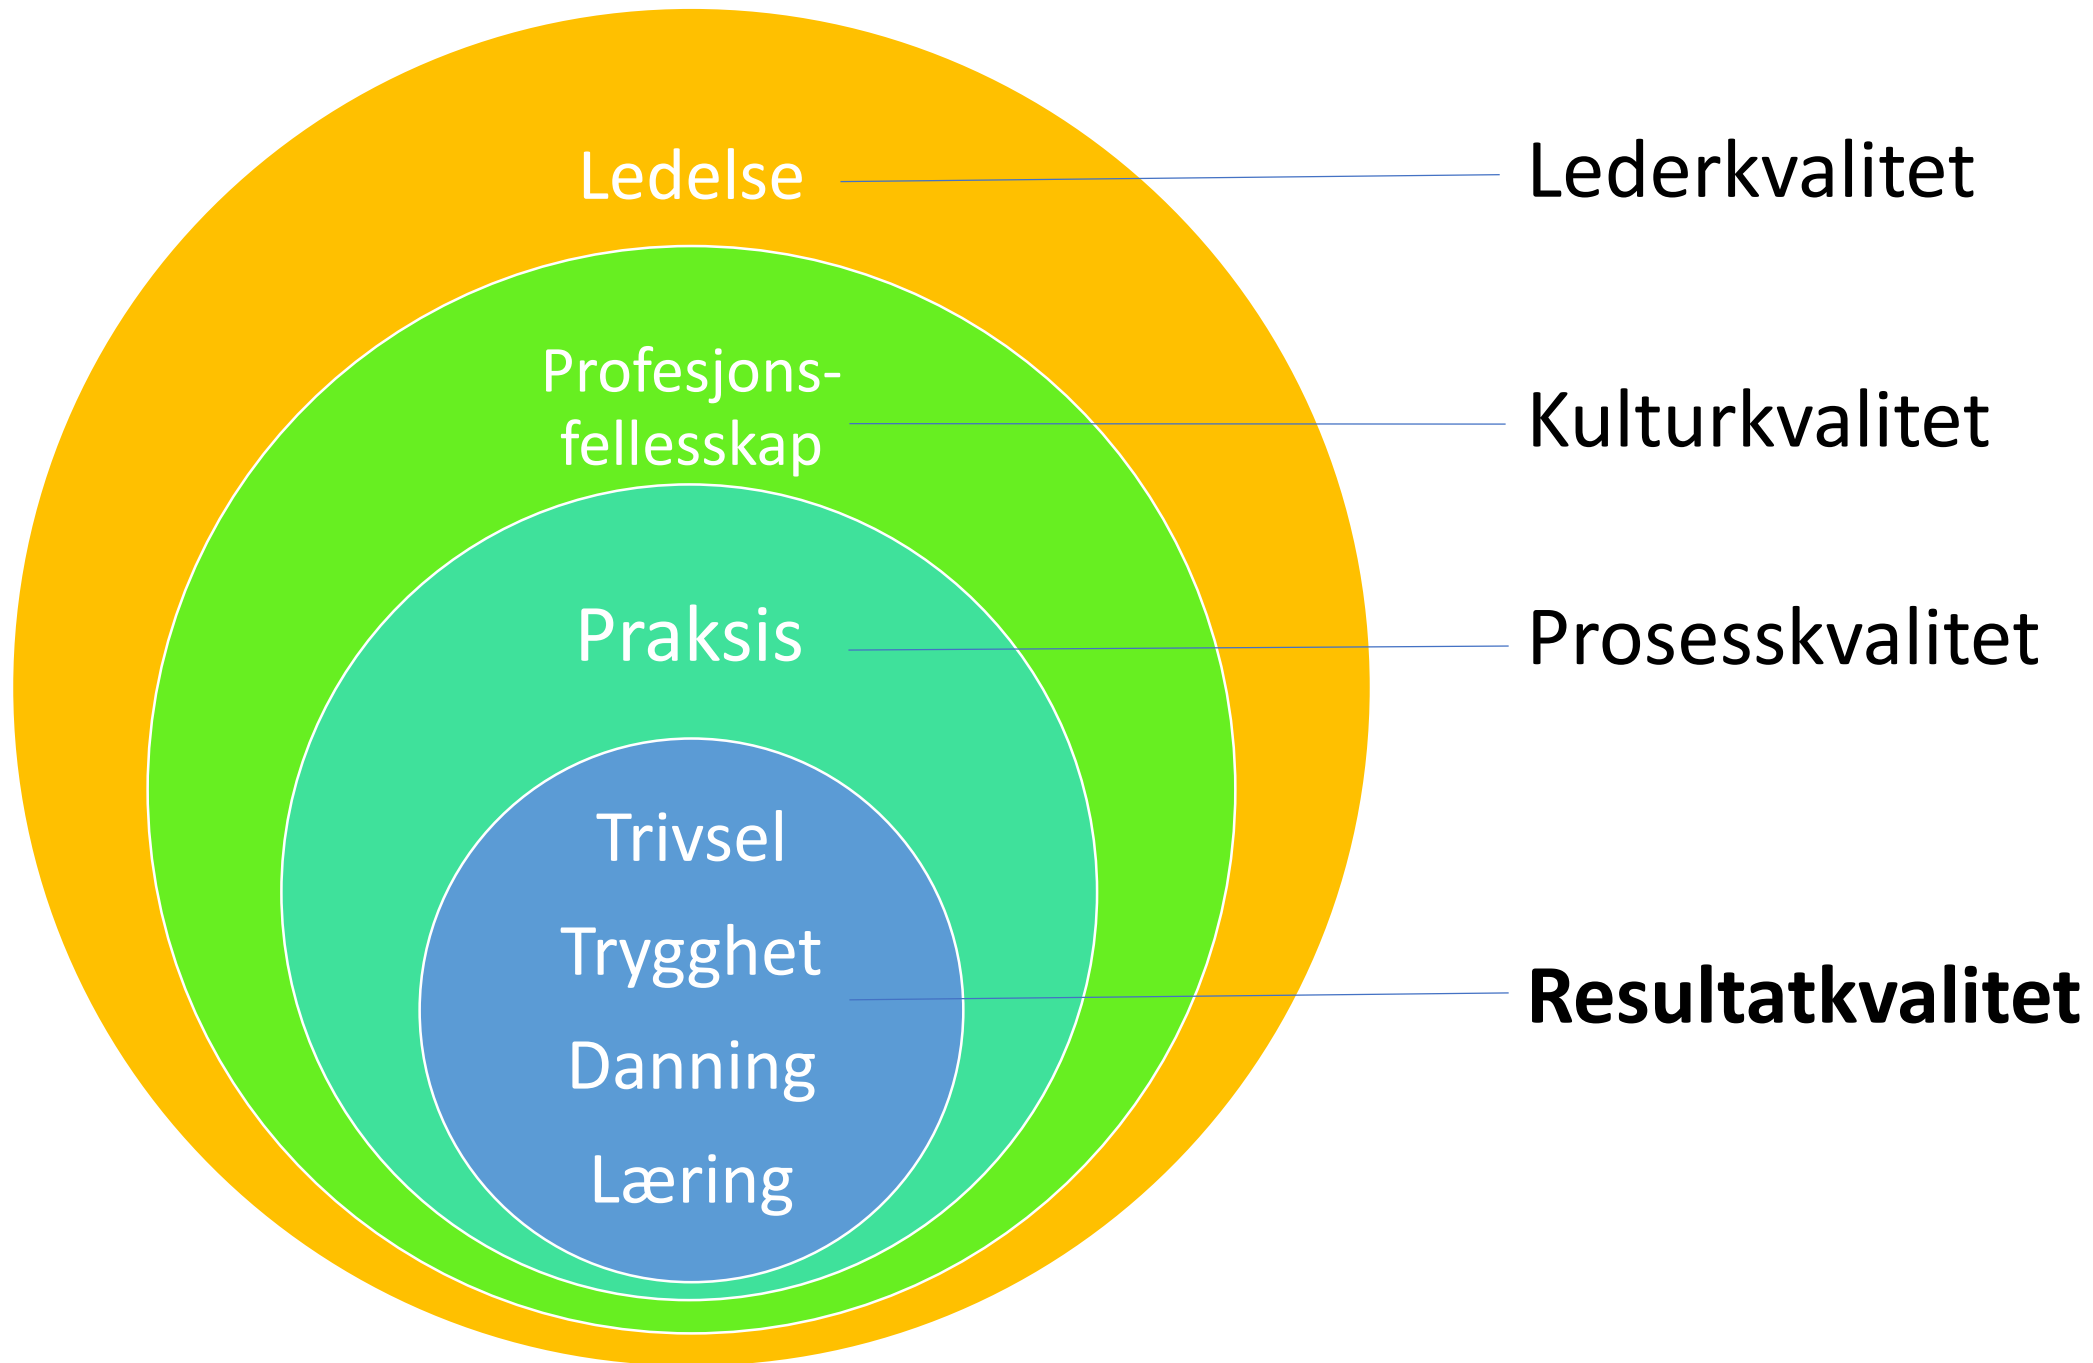 Ledelse
Lederkvalitet
Profesjons-
fellesskap
Kulturkvalitet
Praksis
Prosesskvalitet
Trivsel
Trygghet
Danning
Læring
Resultatkvalitet